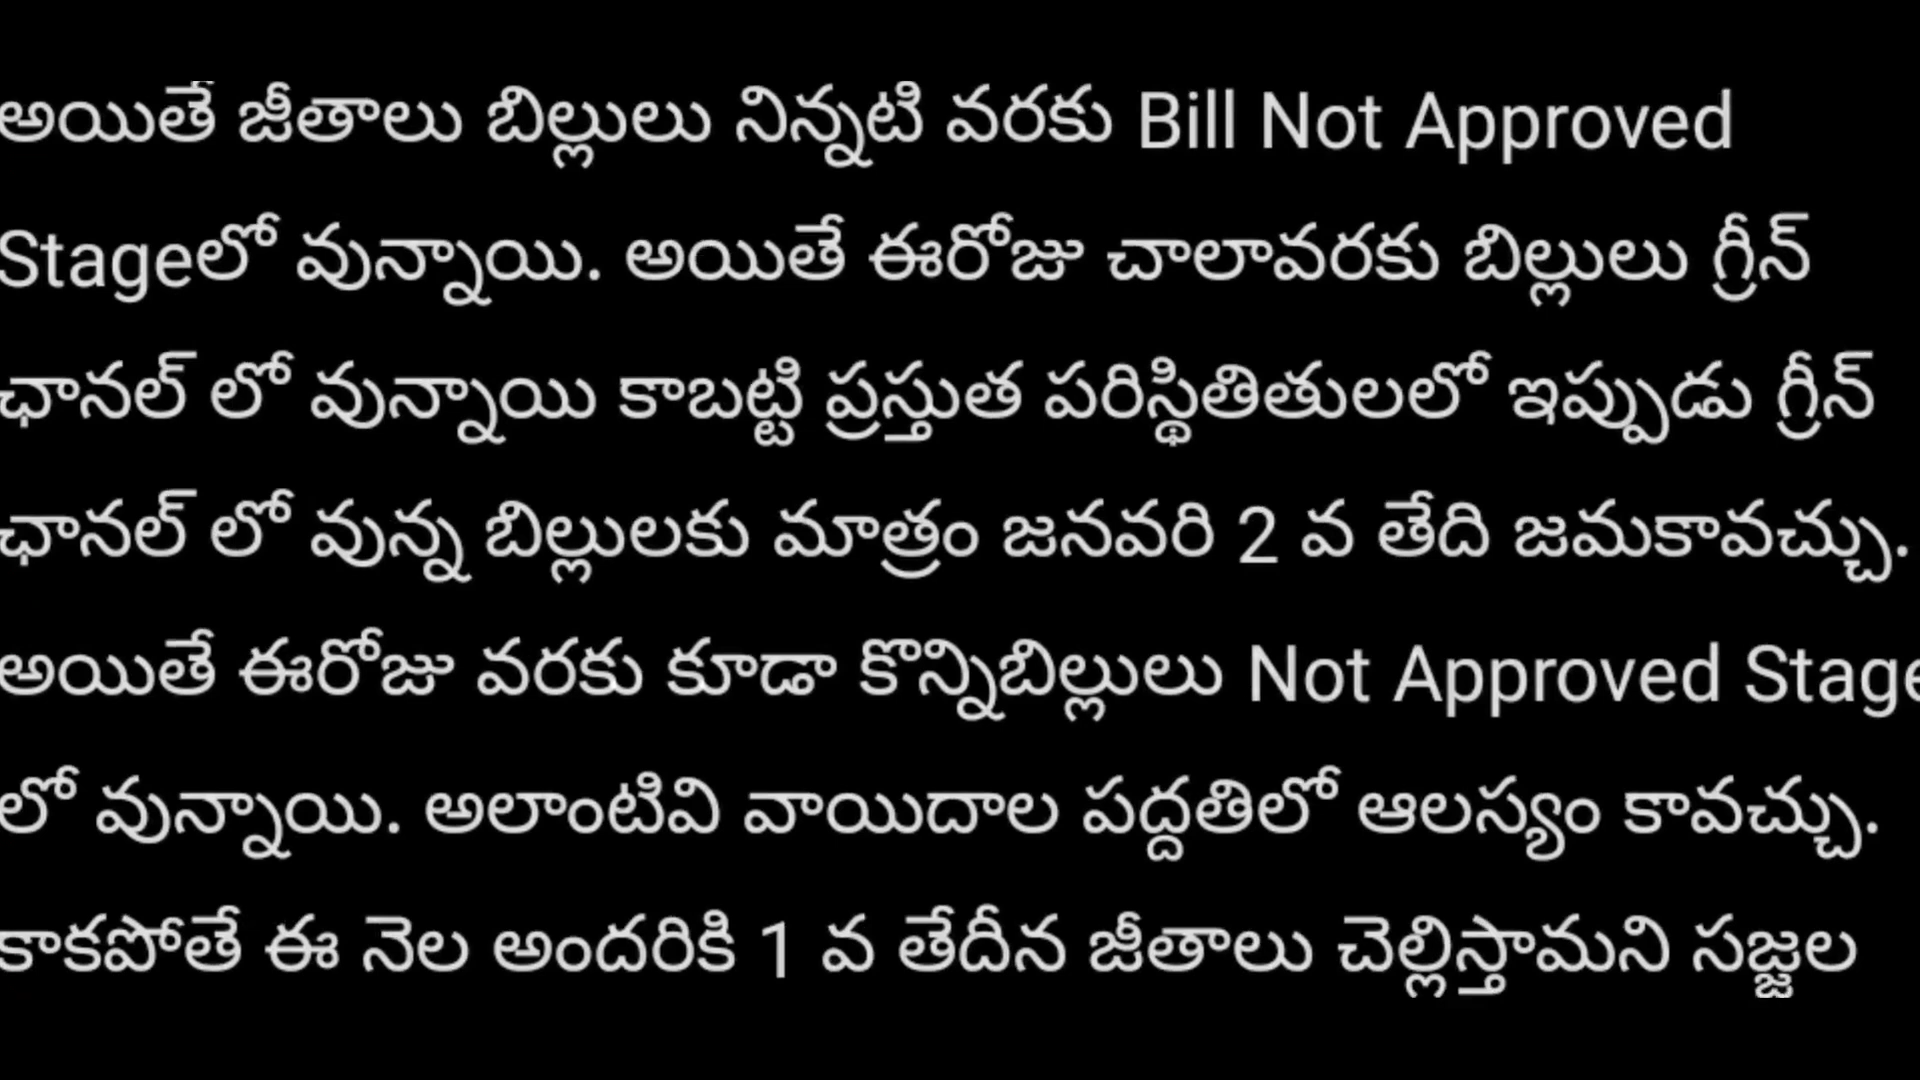 అయితే జీతాలు బిల్లులు నిన్నటి వరకు Bill Not Approved
Stageలో వున్నాయి. అయితే ఈరోజు చాలావరకు బిల్లులు గ్రీన్
ఛానల్ లో వున్నాయి కాబట్టి ప్రస్తుత పరిస్థితితులలో ఇప్పుడు గ్రీన్
ఛానల్ లో వున్న బిల్లులకు మాత్రం జనవరి 2 వ తేది జమకావచ్చు.
అయితే ఈరోజు వరకు కూడా కొన్నిబిల్లులు Not Approved Stage
లో వున్నాయి. అలాంటివి వాయిదాల పద్దతిలో ఆలస్యం కావచ్చు.
కాకపోతే ఈ నెల అందరికి 1 వ తేదీన జీతాలు చెల్లిస్తామని సజ్జల